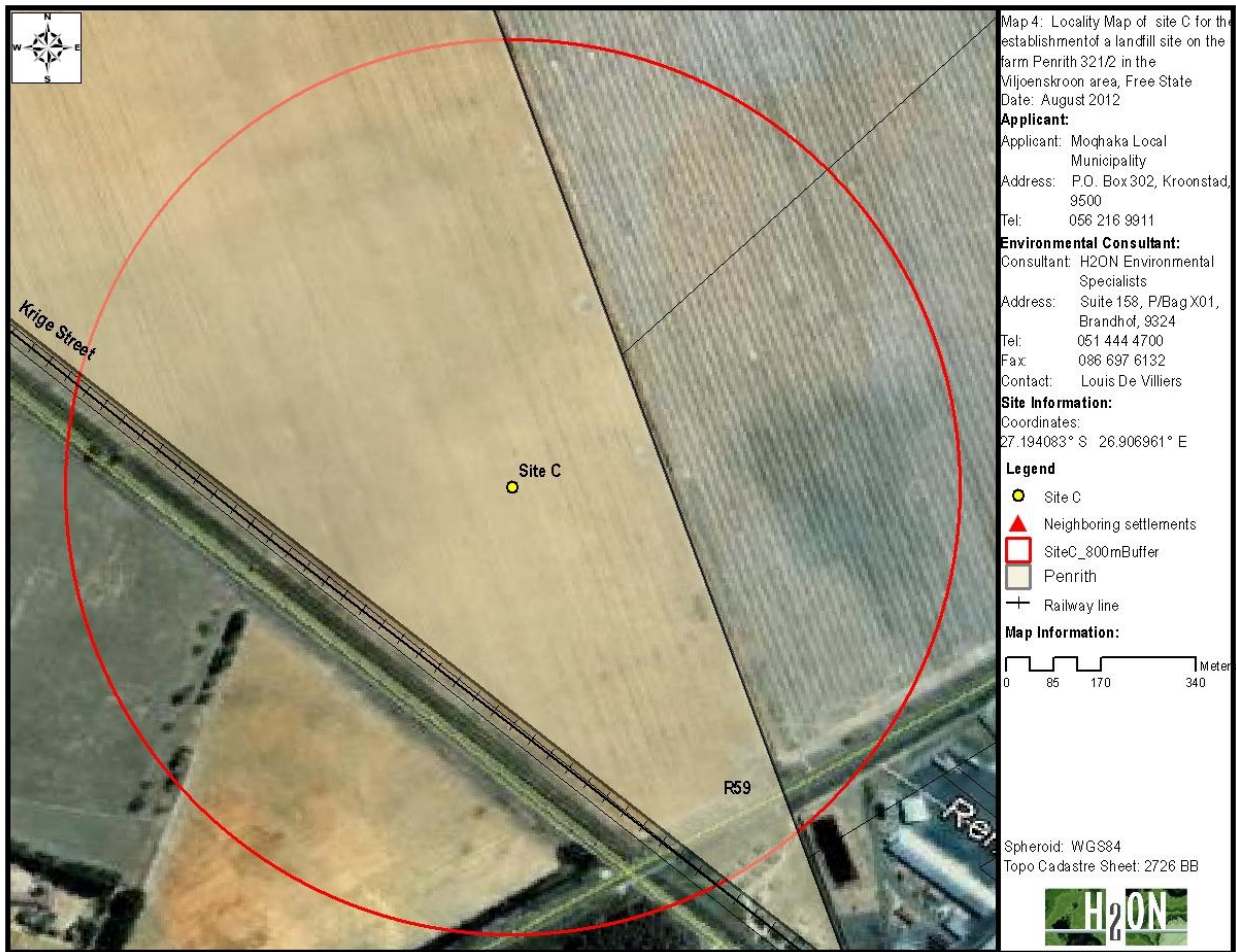 N
W E
S
Krige Street
Site C
R59
Map 4: Locality Map of site C for the
establishmentof a landfill site on the
farm Penrith 321/2 in the
Viljoenskroon area, Free State
Date: August 2012
Applicant:
Applicant: Moqhaka Local
Municipality
Address: P.O. Box 302, Kroonstad,
9500
Tel: 056 216 9911
Environmental Consultant:
Consultant: H2ON Environmental
Specialists
Address: Suite 158, P/Bag X01,
Brandhof, 9324
Tel: 051 444 4700
Fax: 086 697 6132
Contact: Louis De Villiers
Site Information:
Coordinates:
27.194083° S 26.906961° E
Legend
Site C
Neighboring settlements
SiteC_800mBuffer
Penrith
Railway line
Map Information:
Meter
0 85 170 340
Spheroid: WGS84
Topo Cadastre Sheet: 2726 BB
H2ON